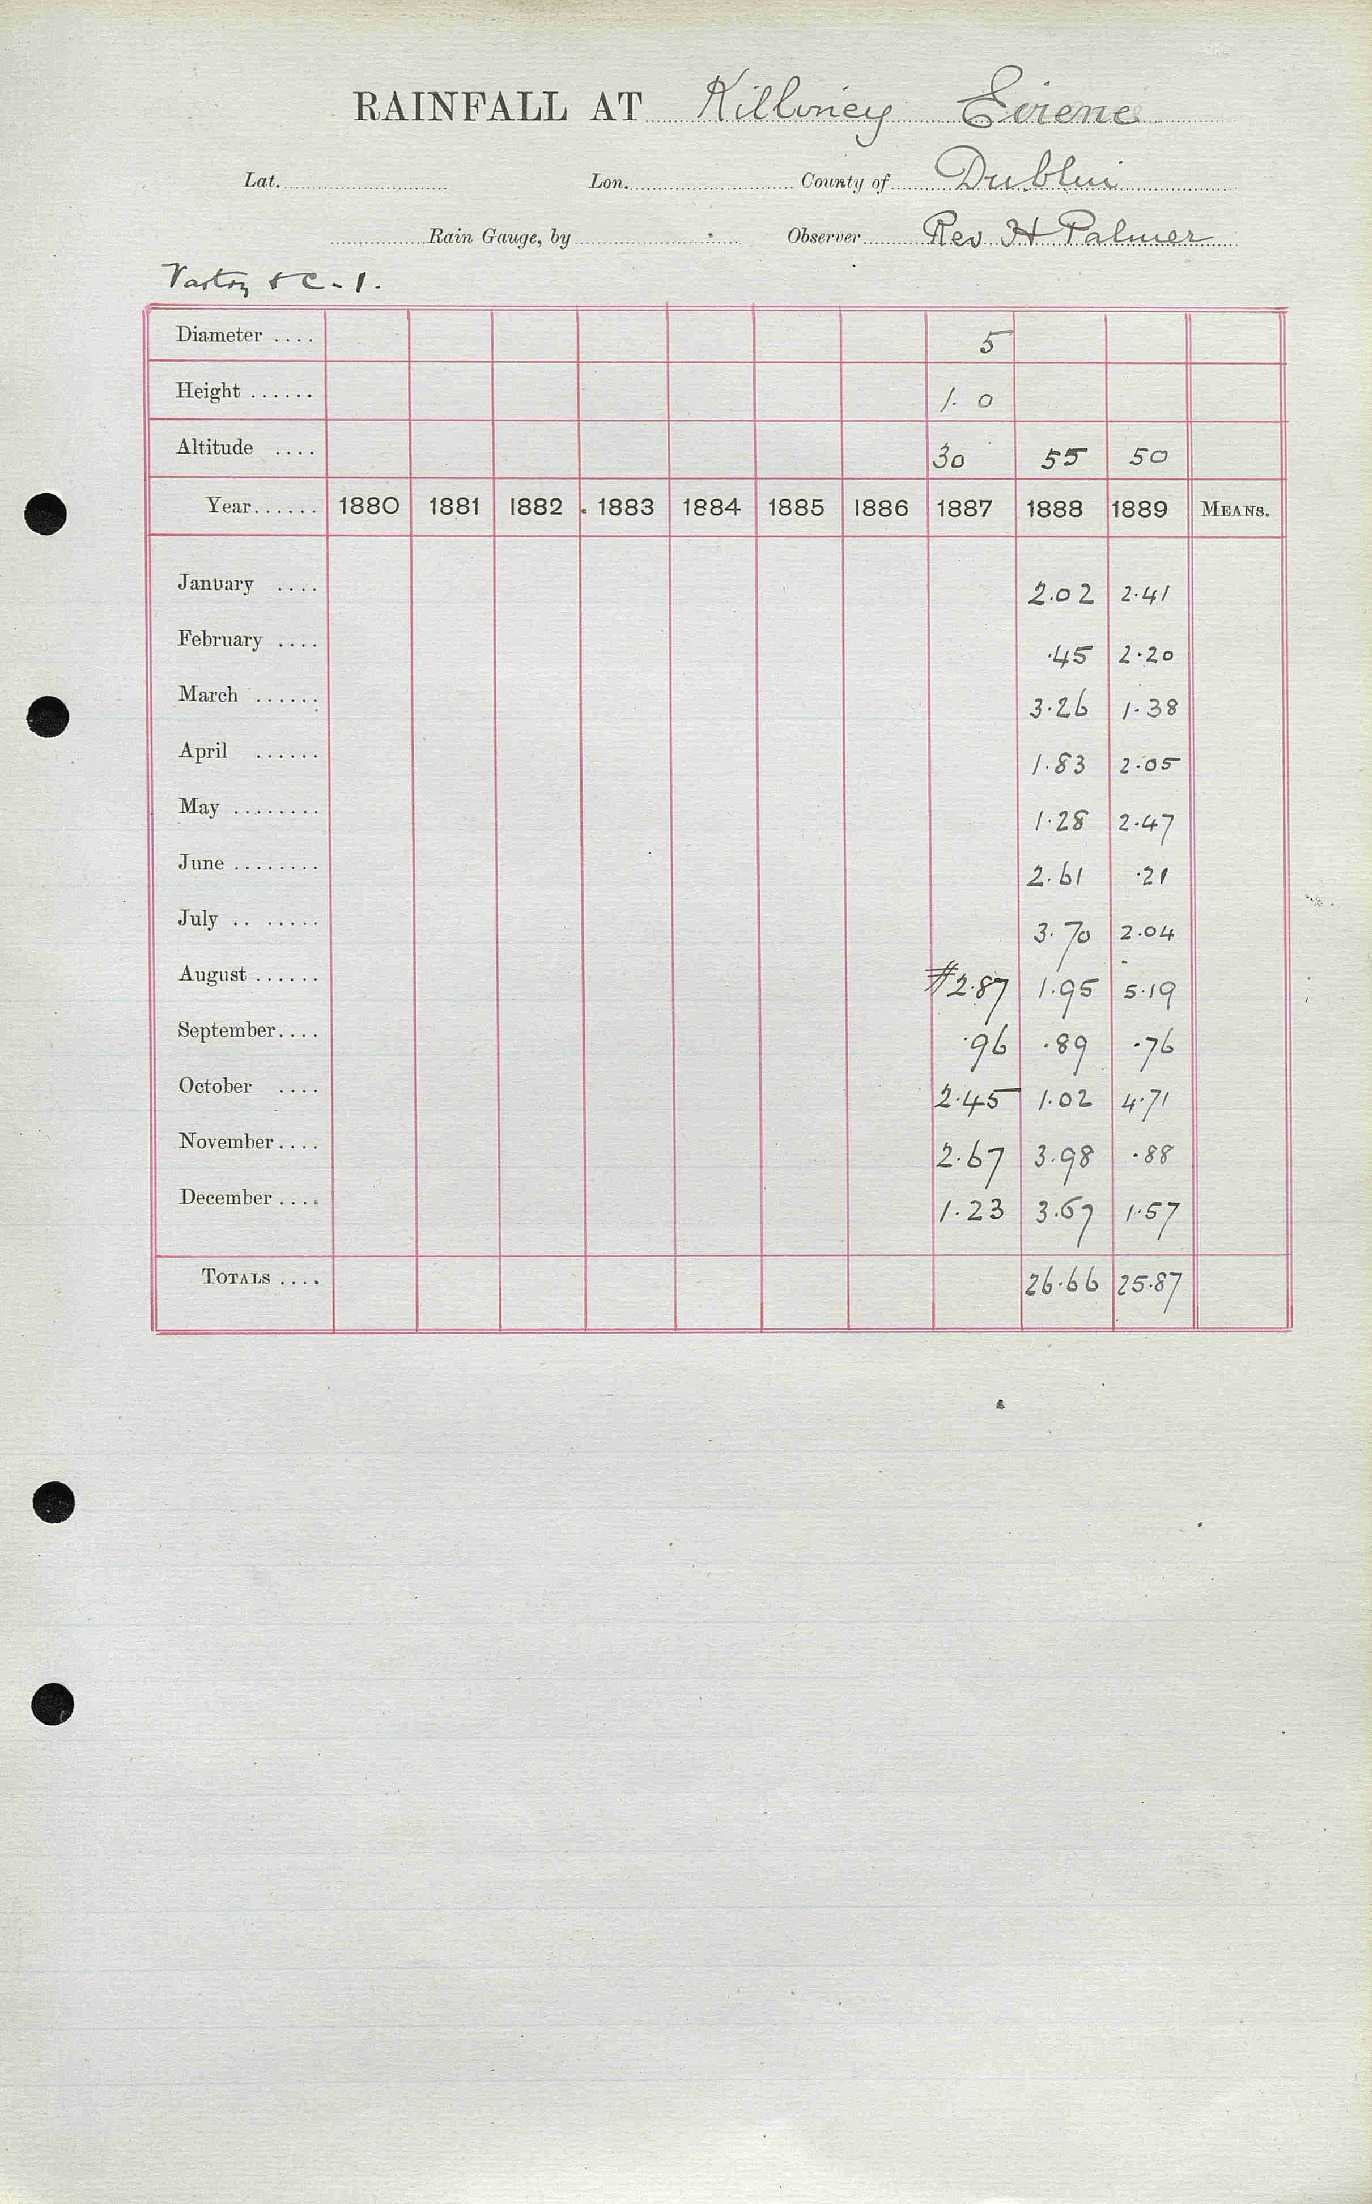 RAINFALL AT Killiney Eirene
Lat. Lon. County of Dublin
Rain Gauge, by Observer Rev H Palmer
Vartry & C-1.
Diameter .... 5
Height ...... 1.0
Altitude .... 30 55 50
Year...... 1880 1881 1882 1883 1884 1885 1886 1887 1888 1889 MEANS.
January .... 2.02 2.41
February .... .45 2.20
March ...... 3.26 1.38
April ...... 1.83 2.05
May ........ 1.28 2.47
June ........ 2.61 .21
July .. ...... 3.70 2.04
August ...... #2.87 1.95 5.19
September.... .96 .89 .76
October .... 2.45 1.02 4.71
November.... 2.67 3.98 .88
December.... 1.23 3.67 1.57
TOTALS .... 26.66 25.87